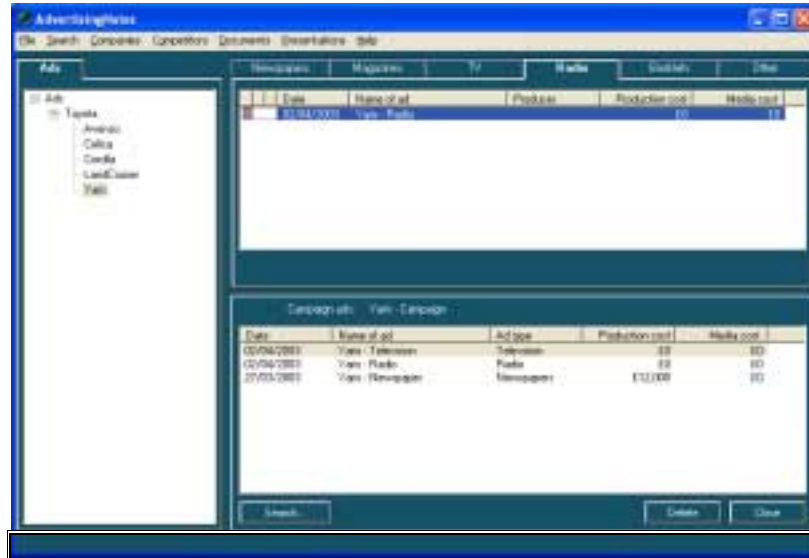 AdvertisingNotes
File Search Companies Competitors Documents Presentations Help
Ads
Newspapers Magazines TV Radio Exhibits Other
Ads
Toyota
Avensis
Celica
Corolla
LandCruiser
Yaris
Date Name of ad Producer Production cost Media cost
02/04/2003 Yaris - Radio £0 £0
Campaign ads: Yaris - Campaign
Date Name of ad Ad type Production cost Media cost
02/04/2003 Yaris - Television Television £0 £0
02/04/2003 Yaris - Radio Radio £0 £0
27/03/2003 Yaris - Newspaper Newspapers £12,000 £0
Search... Delete Close